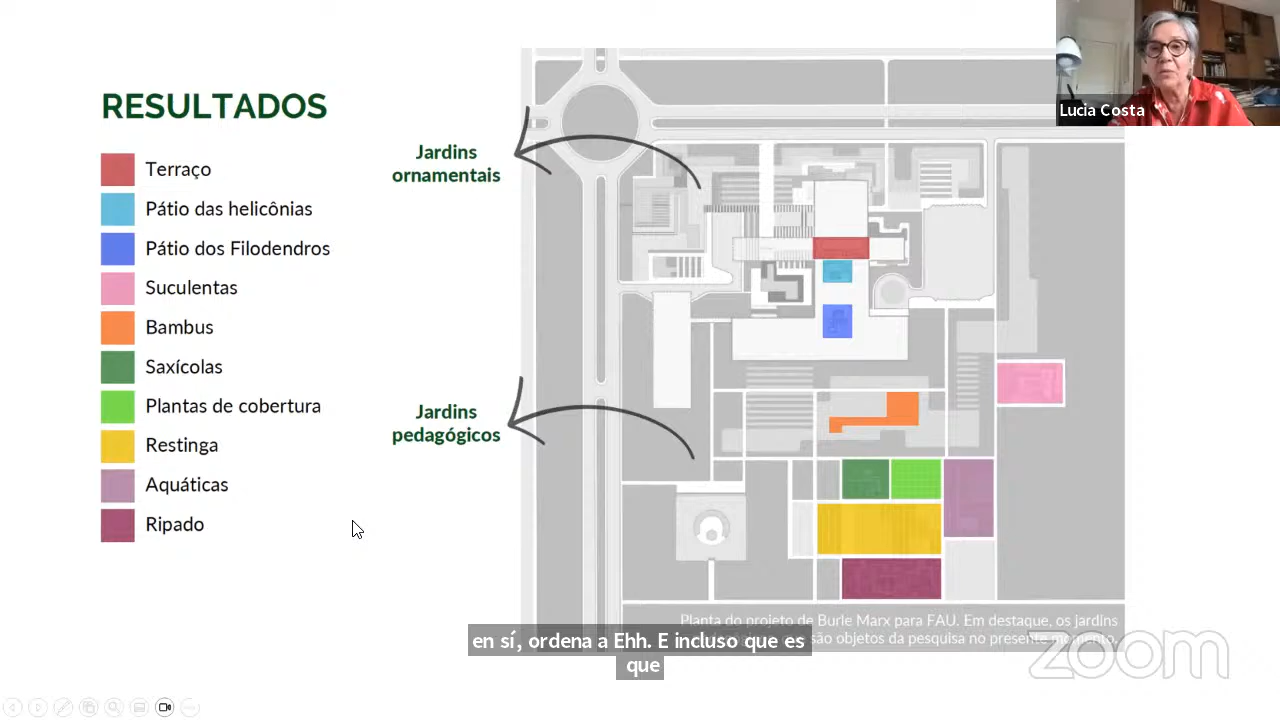 RESULTADOS
Terraço
Pátio das helicônias
Pátio dos Filodendros
Suculentas
Bambus
Saxícolas
Plantas de cobertura
Restinga
Aquáticas
Ripado
Jardins
ornamentais
Jardins
pedagógicos
Lucia Costa
Planta do projeto de Burle Marx para FAU. Em destaque, os jardins
são objetos da pesquisa no presente momento.
en sí, ordena a Ehh. E incluso que es
que
zoom